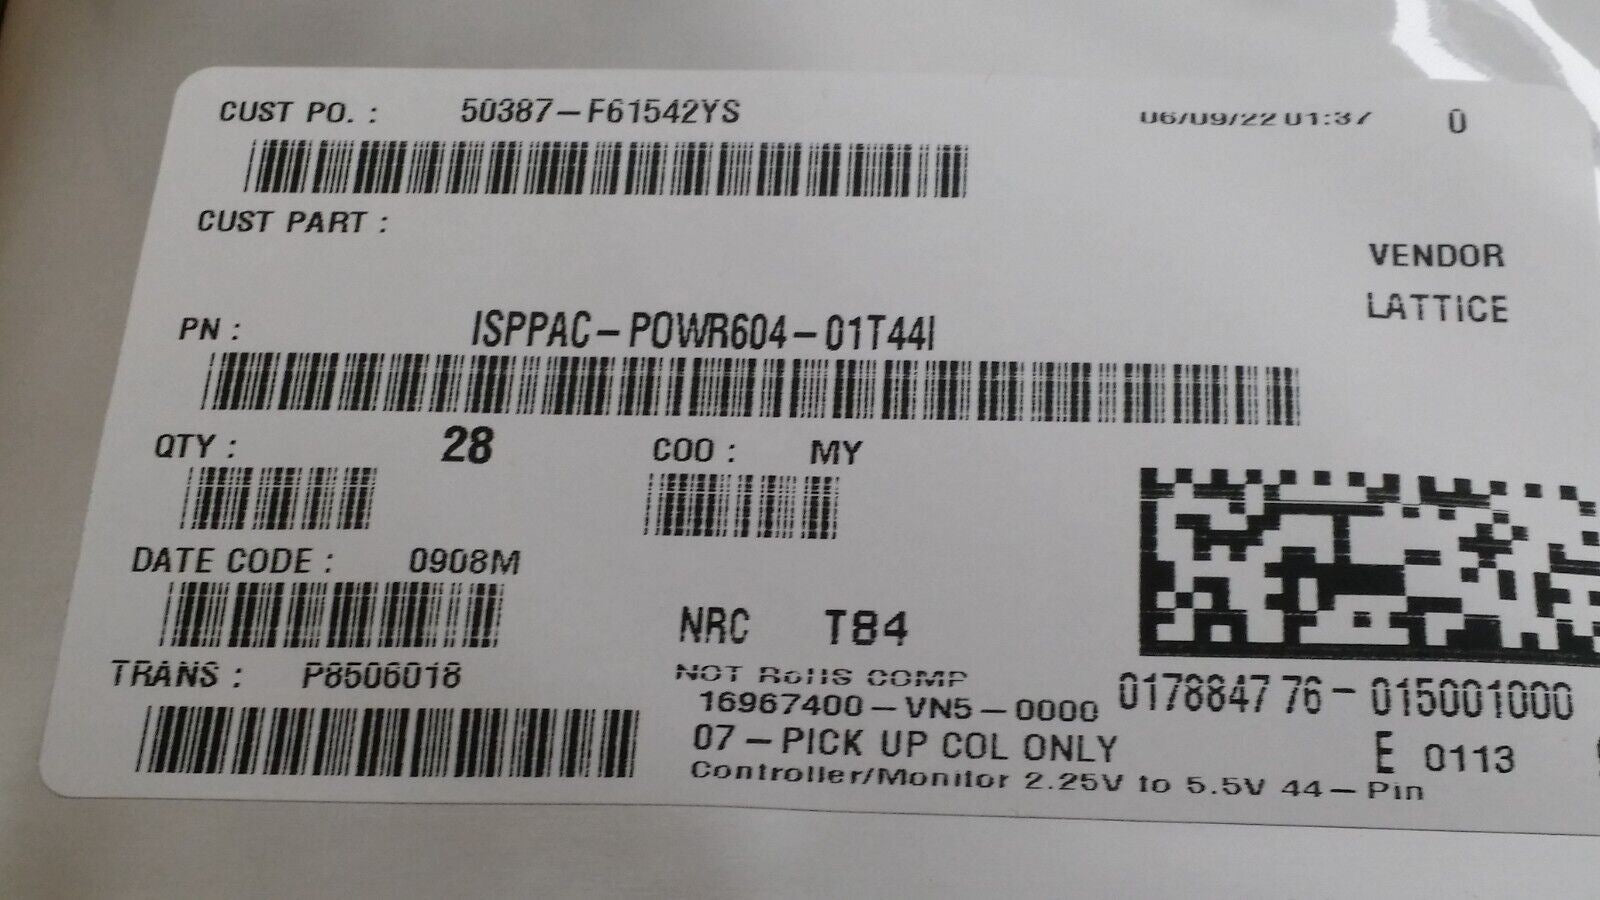 CUST PO. : 50387-F61542YS 06/09/22 01:37 0
CUST PART :
VENDOR
LATTICE
PN : ISPPAC-POWR604-01T44I
QTY : 28 COO : MY
DATE CODE : 0908M
NRC T84
TRANS : P8506018
NOT RoHS COMP
16967400-VN5-0000 017884776-015001000
07-PICK UP COL ONLY E 0113
Controller/Monitor 2.25V to 5.5V 44-Pin